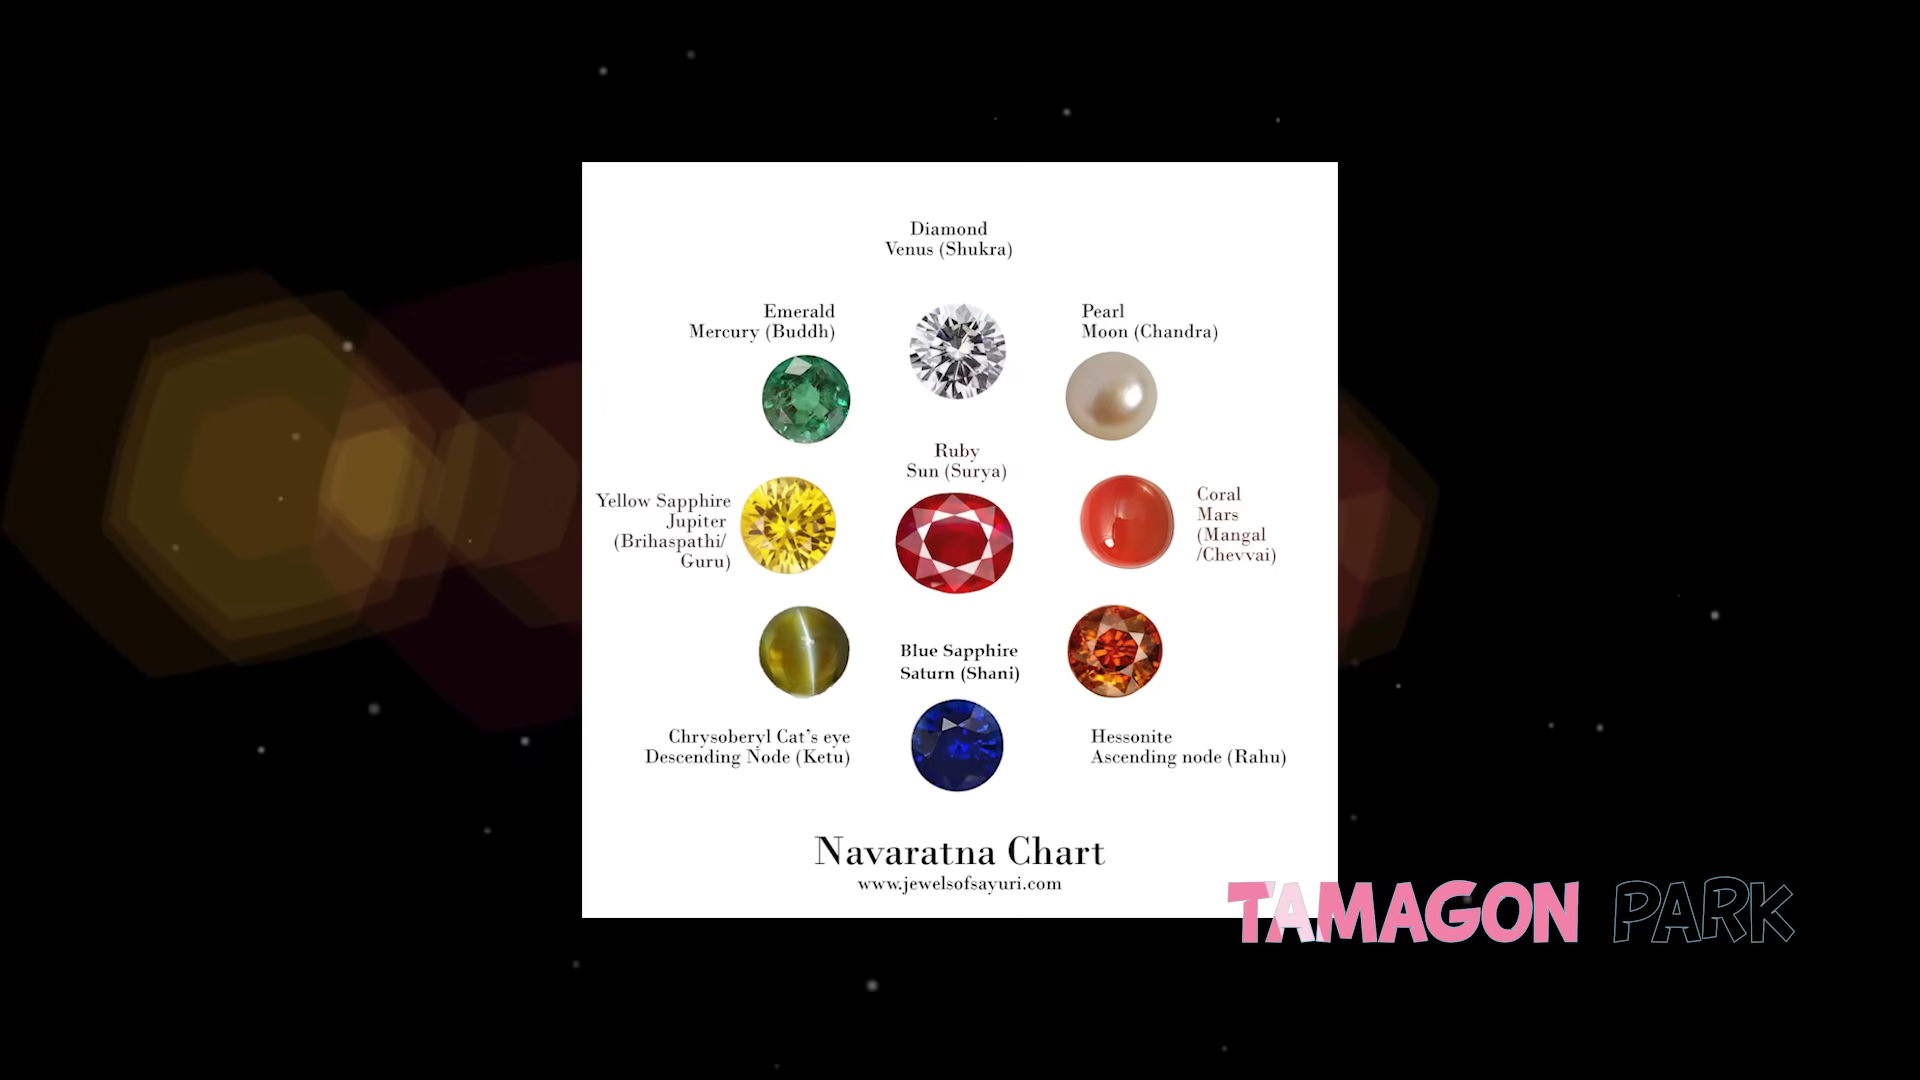 Diamond
Venus (Shukra)
Emerald
Mercury (Buddh)
Pearl
Moon (Chandra)
Ruby
Sun (Surya)
Yellow Sapphire
Jupiter
(Brihaspathi/
Guru)
Coral
Mars
(Mangal
/Chevvai)
Blue Sapphire
Saturn (Shani)
Chrysoberyl Cat's eye
Descending Node (Ketu)
Hessonite
Ascending node (Rahu)
Navaratna Chart
www.jewelsofsayuri.com
TAMAGON PARK